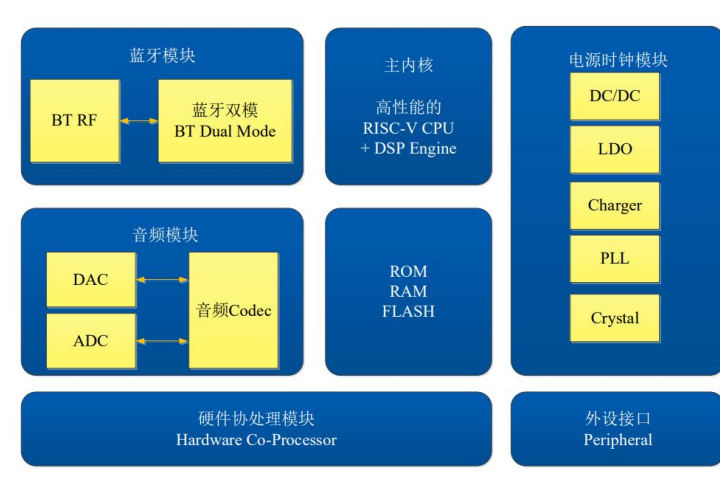 蓝牙模块
BT RF
蓝牙双模
BT Dual Mode
主内核
高性能的
RISC-V CPU
+ DSP Engine
电源时钟模块
DC/DC
LDO
Charger
PLL
Crystal
音频模块
DAC
ADC
音频Codec
ROM
RAM
FLASH
硬件协处理模块
Hardware Co-Processor
外设接口
Peripheral